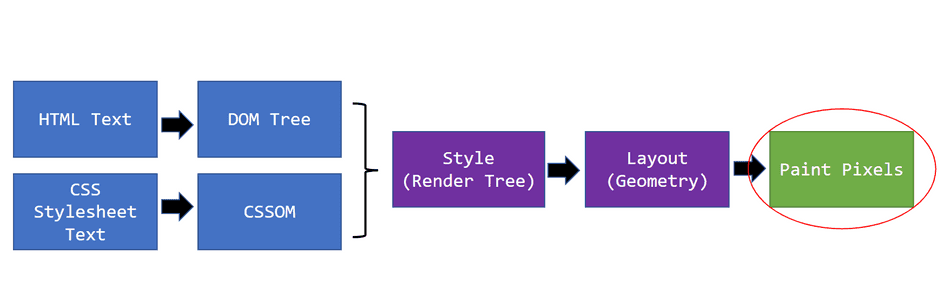 HTML Text
DOM Tree
CSS
Stylesheet
Text
CSSOM
Style
(Render Tree)
Layout
(Geometry)
Paint Pixels